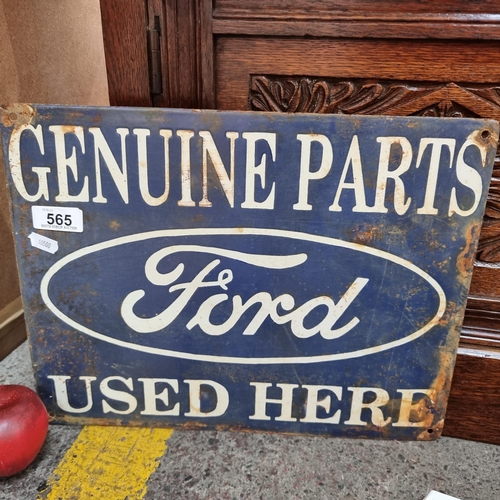 GENUINE PARTS
565
Ford
USED HERE